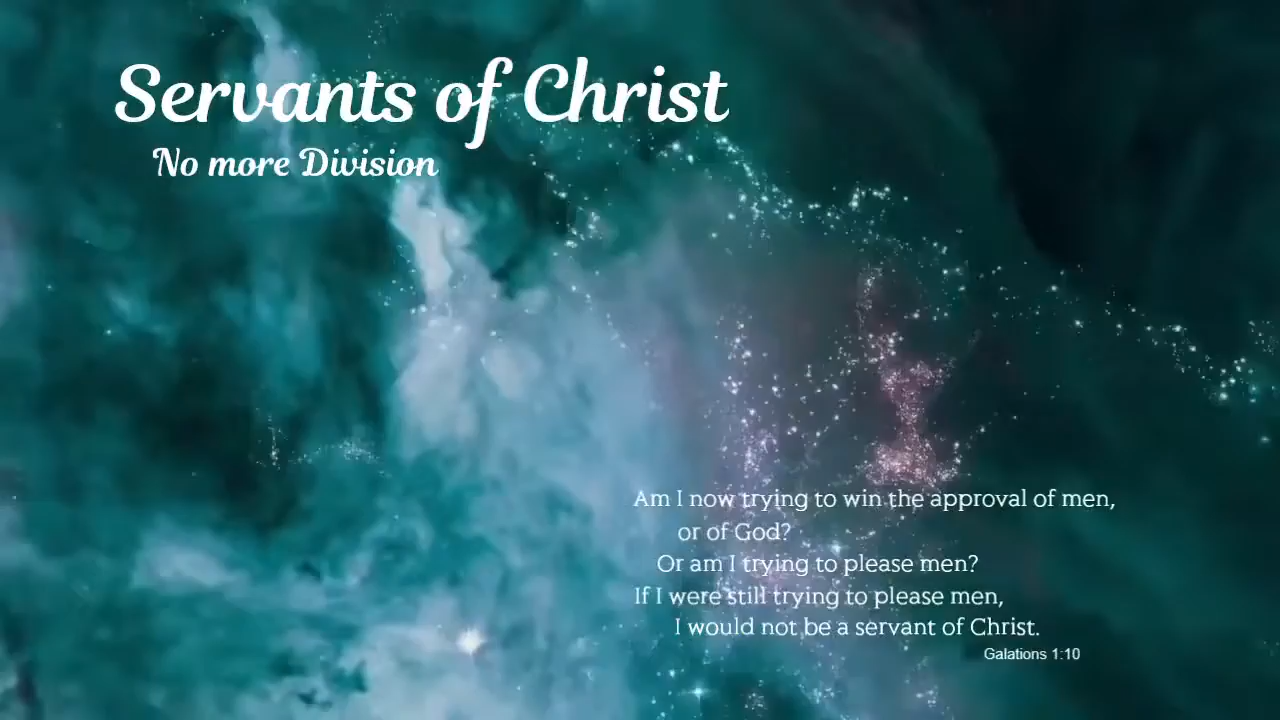 Servants of Christ
No more Division
Am I now trying to win the approval of men,
or of God?
Or am I trying to please men?
If I were still trying to please men,
I would not be a servant of Christ.
Galations 1:10